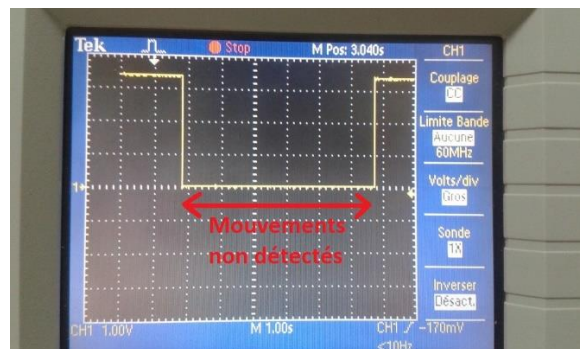 Tek Stop M Pos: 3.040s CH1
Couplage
CC
Limite Bande
Aucune
60MHz
Volts/div
Gros
1
Sonde
1X
Mouvements
non détectés
Inverser
Désact.
CH1 1.00V M 1.00s CH1 -170mV
<10Hz